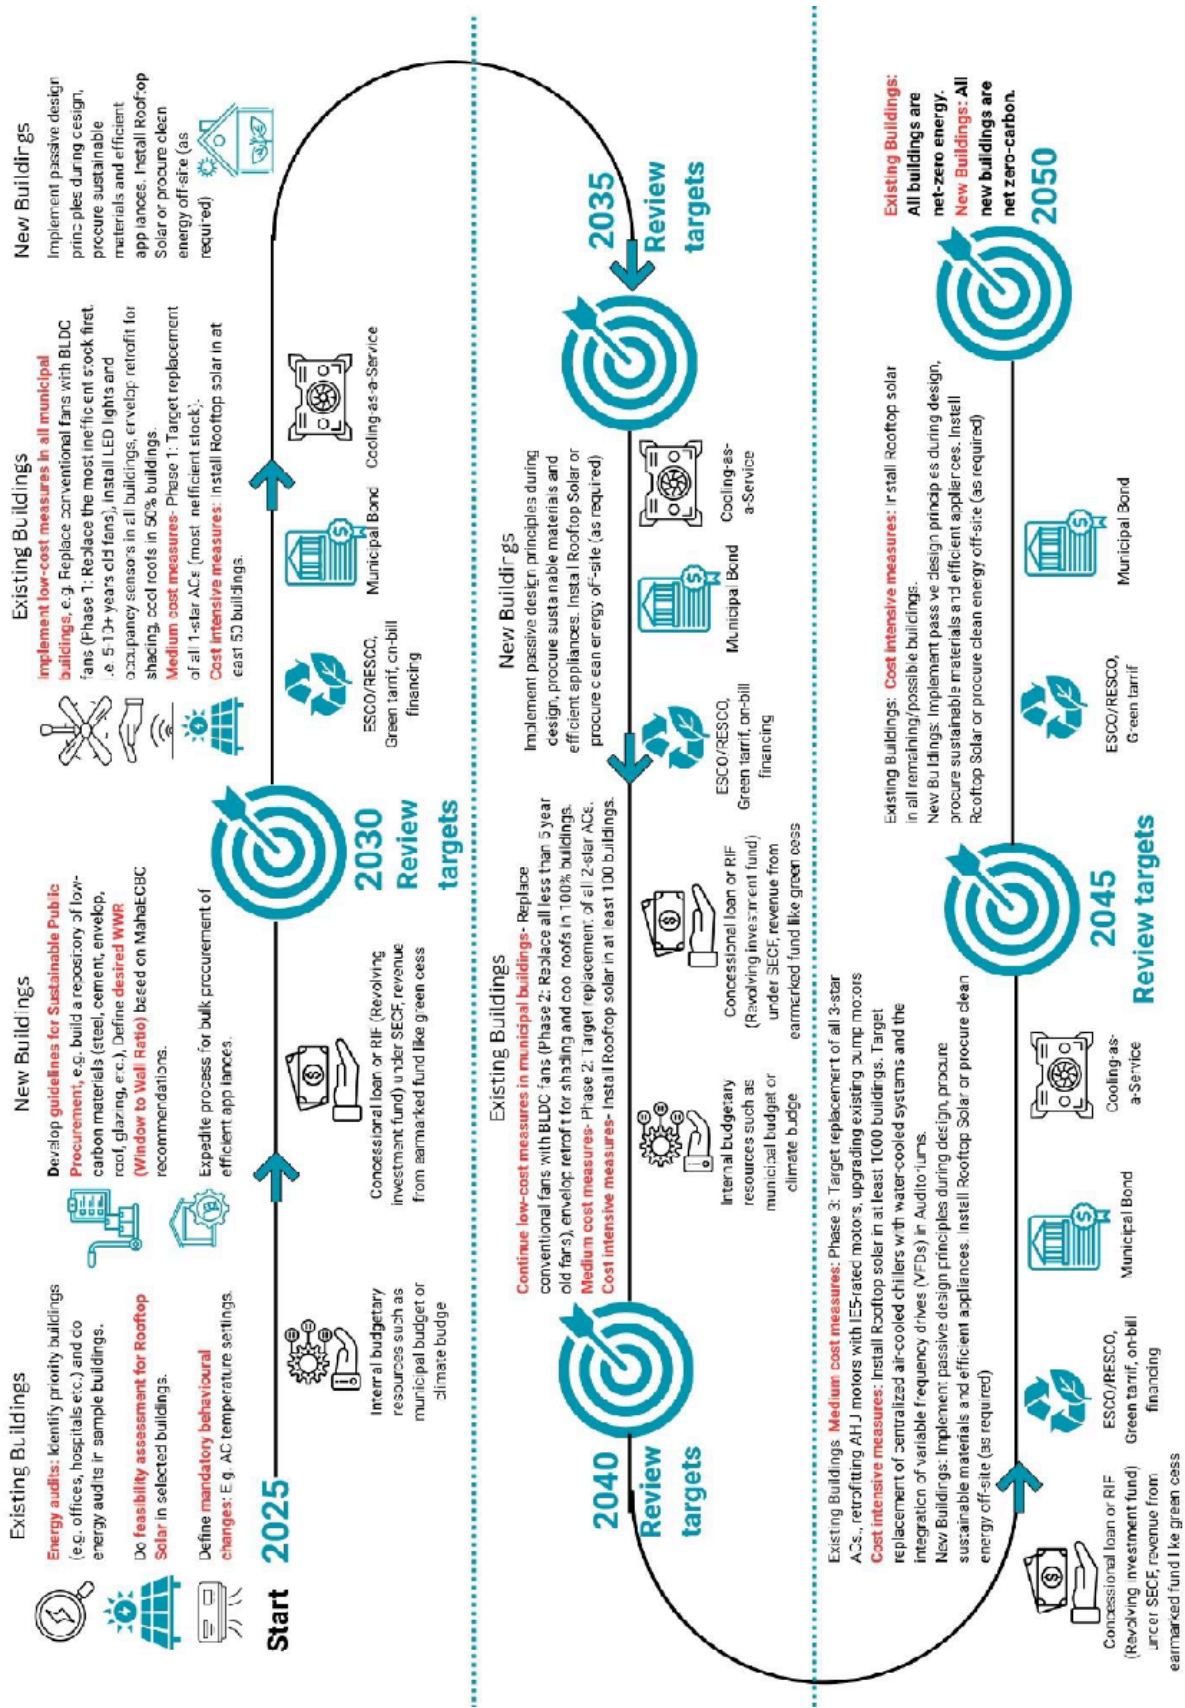 Existing Buildings
Energy audits: Identify priority buildings
(e.g. offices, hospitals etc.) and do
energy audits in sample buildings.
Do feasibility assessment for Rooftop
Solar in selected buildings.
Define mandatory behavioural
changes: E.g. AC temperature settings.
New Buildings
Develop guidelines for Sustainable Public
Procurement, e.g. build a repository of low-
carbon materials (steel, cement, envelop,
roof, glazing, etc.), Define desired WWR
(Window to Wall Ratio) based on MahaECBC
recommendations.
Expedite process for bulk procurement of
efficient appliances.
Start 2025
Internal budgetary
resources such as
municipal budget or
climate budge
Concessional loan or RIF (Revolving
investment fund) under SECF, revenue
from earmarked fund like green cess
2030
Review
targets
Existing Buildings
Implement low-cost measures in all municipal
buildings, e.g. Replace conventional fans with BLDC
fans (Phase 1: Replace the most inefficient stock first.
i.e. 5-10+ years old fans), install LED lights and
occupancy sensors in all buildings, envelop retrofit for
shading, cool roofs in 50% buildings.
Medium cost measures- Phase 1: Target replacement
of all 1-star ACs (most inefficient stock).
Cost intensive measures: Install Rooftop solar in at
least 50 buildings.
New Buildings
Implement passive design
principles during design,
procure sustainable
materials and efficient
appliances. Install Rooftop
Solar or procure clean
energy off-site (as
required)
ESCO/RESCO,
Green tarrif, on-bill
financing
Municipal Bond
Cooling-as-a-Service
2035
Review
targets
New Buildings
Implement passive design principles during
design, procure sustainable materials and
efficient appliances. Install Rooftop Solar or
procure clean energy off-site (as required)
Existing Buildings
Continue low-cost measures in municipal buildings- Replace
conventional fans with BLDC fans (Phase 2: Replace all less than 5 year
old fans), envelop retrofit for shading and cool roofs in 100% buildings.
Medium cost measures- Phase 2: Target replacement of all 2-star ACs.
Cost intensive measures- Install Rooftop solar in at least 100 buildings.
Internal budgetary
resources such as
municipal budget or
climate budge
Concessional loan or RIF
(Revolving investment fund)
under SECF, revenue from
earmarked fund like green cess
ESCO/RESCO,
Green tarrif, on-bill
financing
Municipal Bond
Cooling-as-
a-Service
2040
Review
targets
Existing Buildings Medium cost measures: Phase 3: Target replacement of all 3-star
ACs., retrofitting AHU motors with IE5-rated motors, upgrading existing pump motors
Cost intensive measures: Install Rooftop solar in at least 1000 buildings. Target
replacement of centralized air-cooled chillers with water-cooled systems and the
integration of variable frequency drives (VFDs) in Auditoriums.
New Buildings: Implement passive design principles during design, procure
sustainable materials and efficient appliances. Install Rooftop Solar or procure clean
energy off-site (as required)
Concessional loan or RIF
(Revolving investment fund)
under SECF, revenue from
earmarked fund like green cess
ESCO/RESCO,
Green tarrif, on-bill
financing
Municipal Bond
Cooling-as-
a-Service
2045
Review targets
Existing Buildings: Cost intensive measures: Install Rooftop solar
in all remaining/possible buildings.
New Buildings: Implement passive design principles during design,
procure sustainable materials and efficient appliances. Install
Rooftop Solar or procure clean energy off-site (as required)
ESCO/RESCO,
Green tarrif
Municipal Bond
2050
Existing Buildings:
All buildings are
net-zero energy.
New Buildings: All
new buildings are
net zero-carbon.